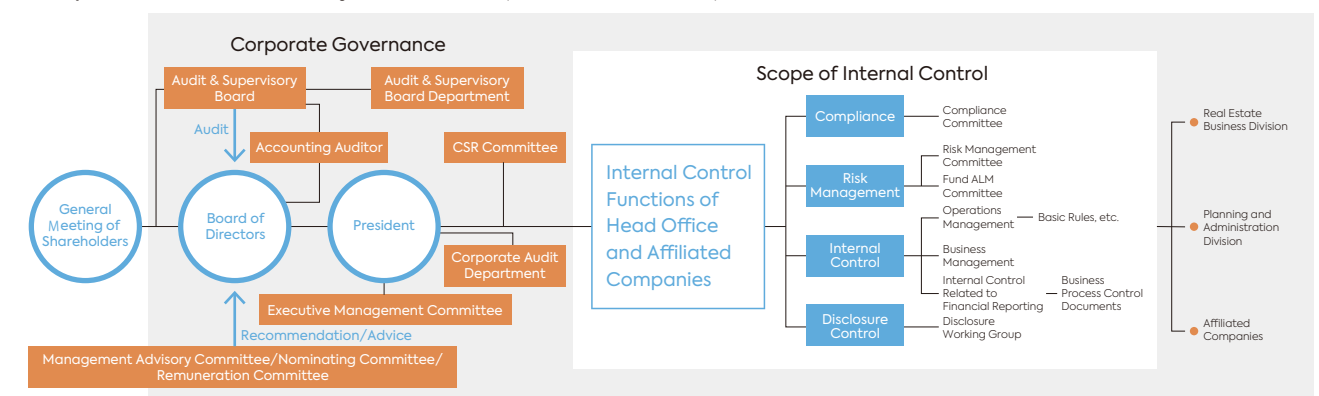 Corporate Governance
Audit & Supervisory
Board
Audit & Supervisory
Board Department
Audit
Accounting Auditor
CSR Committee
General
Meeting of
Shareholders
Board of
Directors
President
Corporate Audit
Department
Executive Management Committee
Recommendation/Advice
Management Advisory Committee/Nominating Committee/
Remuneration Committee
Scope of Internal Control
Internal Control
Functions of
Head Office
and Affiliated
Companies
Compliance
Compliance
Committee
Risk
Management
Risk Management
Committee
Fund ALM
Committee
Internal
Control
Operations
Management
Basic Rules, etc.
Business
Management
Internal Control
Related to
Financial Reporting
Business
Process Control
Documents
Disclosure
Control
Disclosure
Working Group
Real Estate
Business Division
Planning and
Administration
Division
Affiliated
Companies